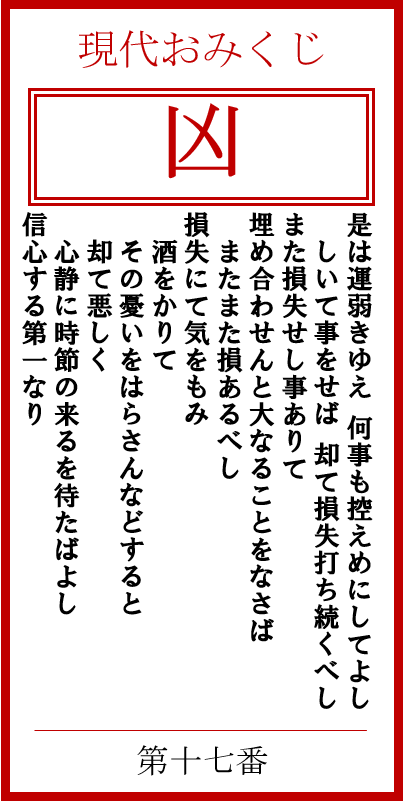 現代おみくじ
凶
是は運弱きゆえ 何事も控えめにしてよし
しいて事をせば 却て損失打ち続くべし
また損失せし事ありて
埋め合わせんと大なることをなさば
またまた損あるべし
損失にて気をもみ
酒をかりて
その憂いをはらさんなどすると
却て悪しく
心静に時節の来るを待たばよし
信心する第一なり
第十七番